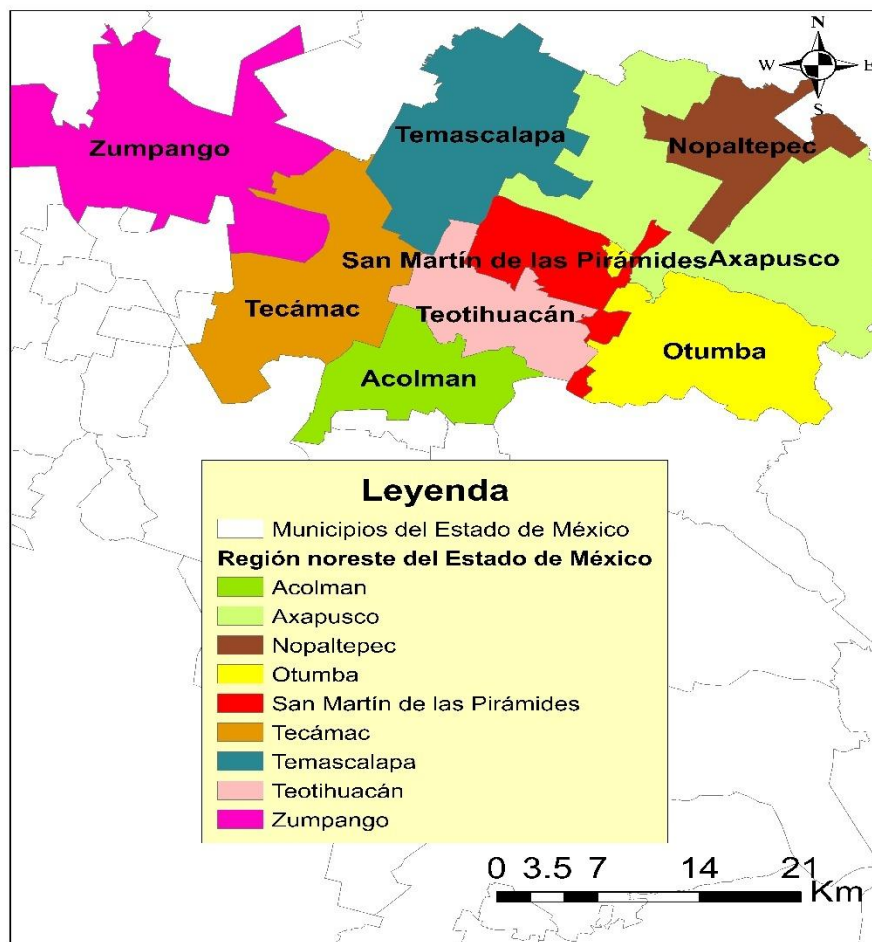 N
W E
S
Zumpango
Temascalapa
Nopaltepec
San Martín de las Pirámides
Axapusco
Tecámac
Teotihuacán
Otumba
Acolman
Leyenda
Municipios del Estado de México
Región noreste del Estado de México
Acolman
Axapusco
Nopaltepec
Otumba
San Martín de las Pirámides
Tecámac
Temascalapa
Teotihuacán
Zumpango
0 3.5 7 14 21
Km